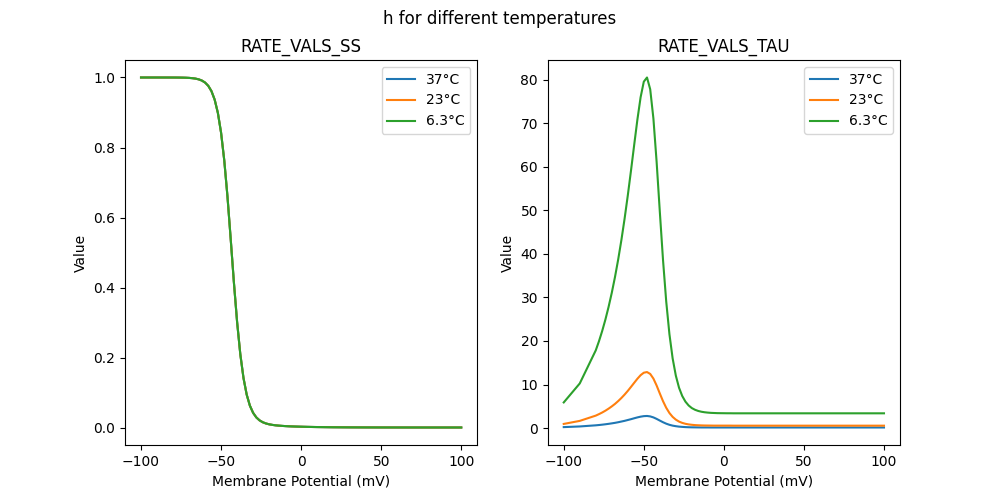 h for different temperatures
RATE_VALS_SS
1.0
0.8
0.6
0.4
0.2
0.0
Value
−100
−50
0
50
100
Membrane Potential (mV)
37°C
23°C
6.3°C
RATE_VALS_TAU
80
70
60
50
40
30
20
10
0
Value
−100
−50
0
50
100
Membrane Potential (mV)
37°C
23°C
6.3°C